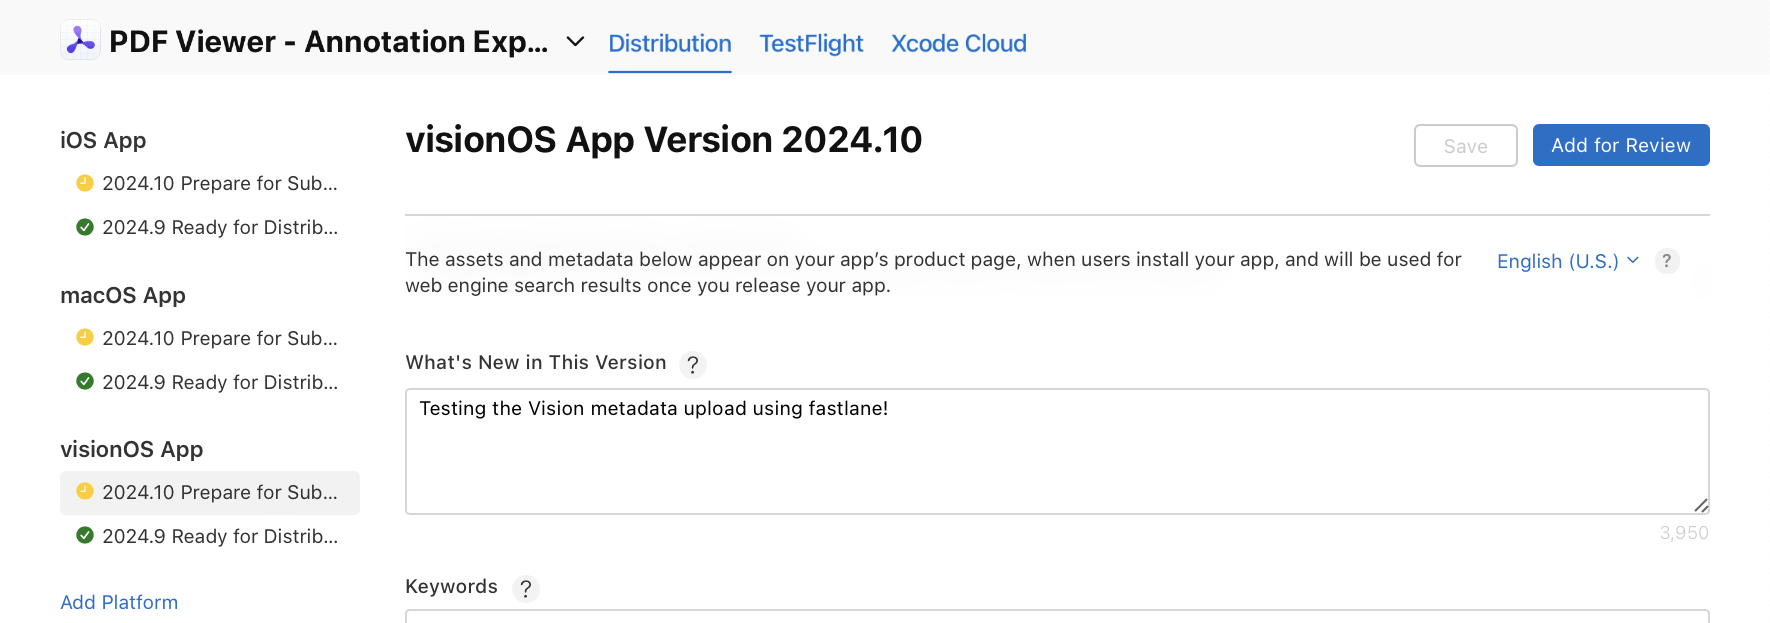 PDF Viewer - Annotation Exp...
Distribution
TestFlight
Xcode Cloud
iOS App
2024.10 Prepare for Sub...
2024.9 Ready for Distrib...
macOS App
2024.10 Prepare for Sub...
2024.9 Ready for Distrib...
visionOS App
2024.10 Prepare for Sub...
2024.9 Ready for Distrib...
Add Platform
visionOS App Version 2024.10
Save
Add for Review
The assets and metadata below appear on your app's product page, when users install your app, and will be used for
web engine search results once you release your app.
English (U.S.)
?
What's New in This Version
?
Testing the Vision metadata upload using fastlane!
3,950
Keywords
?